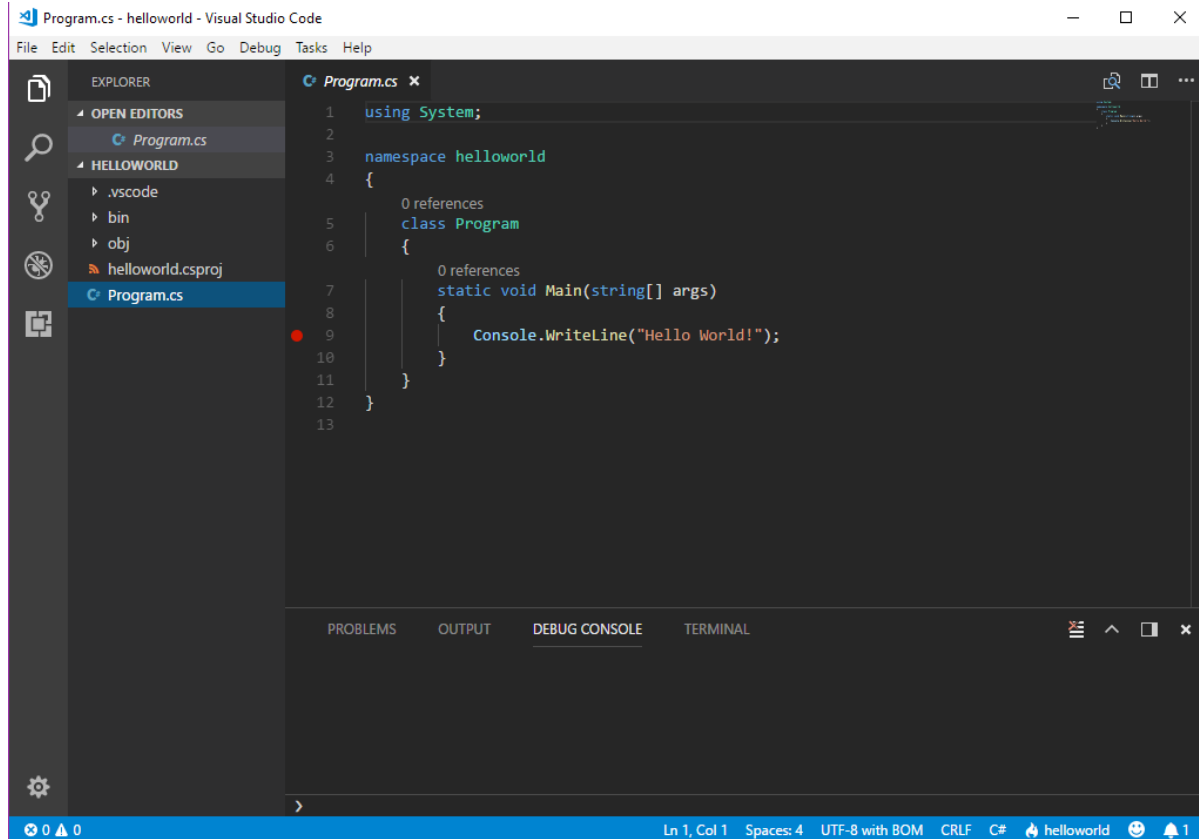 Program.cs - helloworld - Visual Studio Code
File Edit Selection View Go Debug Tasks Help
EXPLORER
OPEN EDITORS
C# Program.cs
HELLOWORLD
.vscode
bin
obj
helloworld.csproj
C# Program.cs
C# Program.cs
1 using System;
2
3 namespace helloworld
4 {
0 references
5 class Program
6 {
0 references
7 static void Main(string[] args)
8 {
9 Console.WriteLine("Hello World!");
10 }
11 }
12 }
13
PROBLEMS OUTPUT DEBUG CONSOLE TERMINAL
0 0 Ln 1, Col 1 Spaces: 4 UTF-8 with BOM CRLF C# helloworld 1